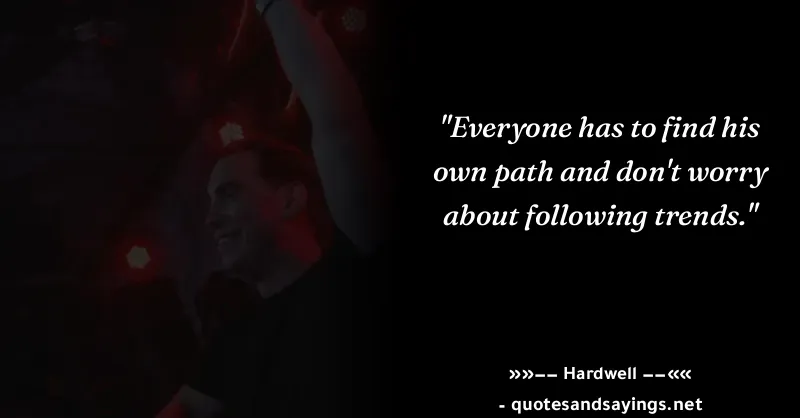 "Everyone has to find his
own path and don't worry
about following trends."
»»–– Hardwell ––««
- quotesandsayings.net